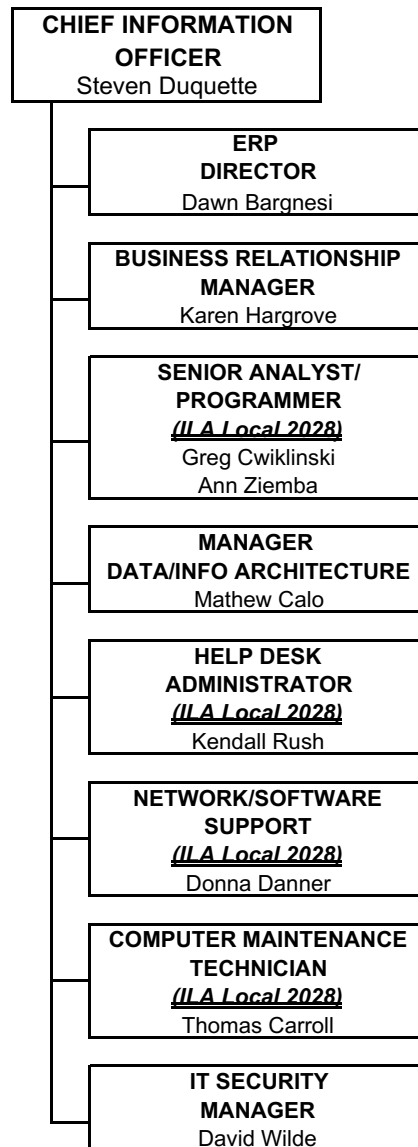 CHIEF INFORMATION
OFFICER
Steven Duquette
ERP
DIRECTOR
Dawn Bargnesi
BUSINESS RELATIONSHIP
MANAGER
Karen Hargrove
SENIOR ANALYST/
PROGRAMMER
(ILA Local 2028)
Greg Cwiklinski
Ann Ziemba
MANAGER
DATA/INFO ARCHITECTURE
Mathew Calo
HELP DESK
ADMINISTRATOR
(ILA Local 2028)
Kendall Rush
NETWORK/SOFTWARE
SUPPORT
(ILA Local 2028)
Donna Danner
COMPUTER MAINTENANCE
TECHNICIAN
(ILA Local 2028)
Thomas Carroll
IT SECURITY
MANAGER
David Wilde